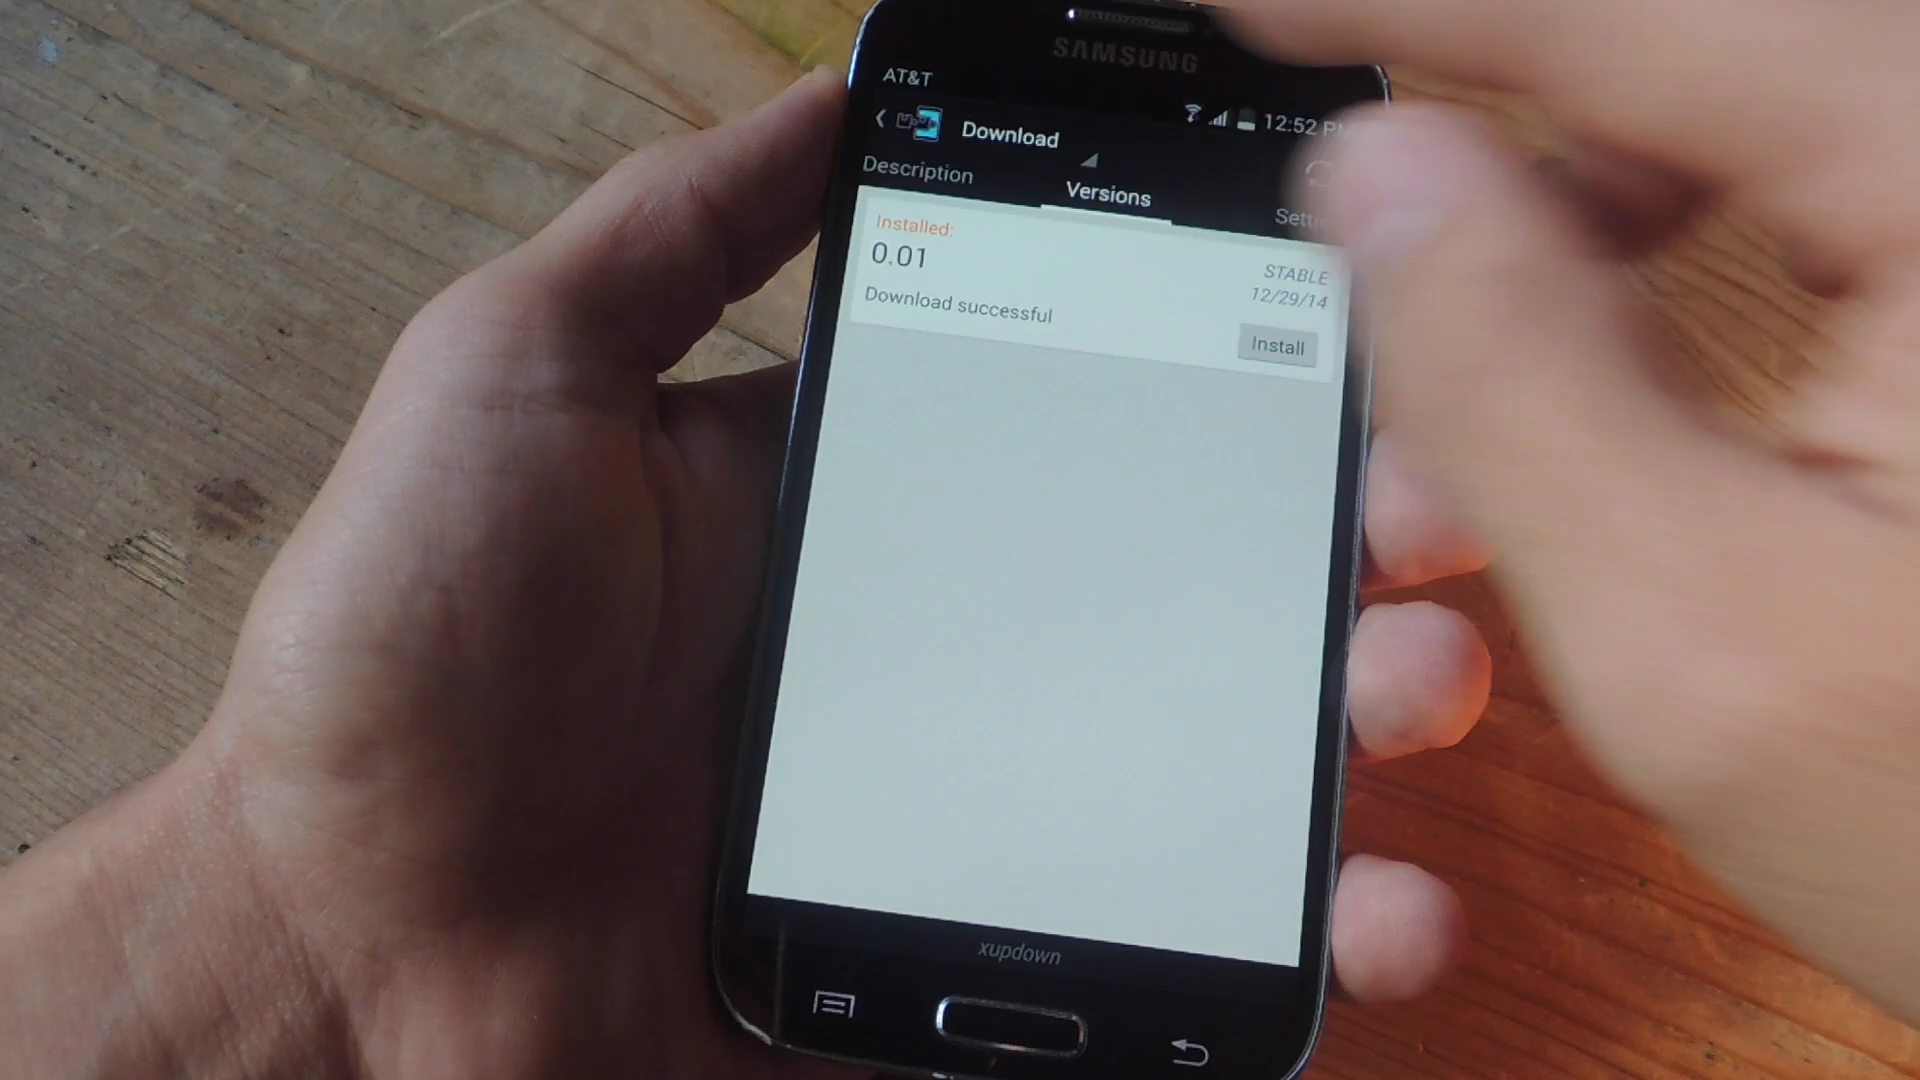 SAMSUNG
AT&T
12:52 P
Download
Description
Versions
Installed:
0.01
STABLE
12/29/14
Download successful
Install
xupdown